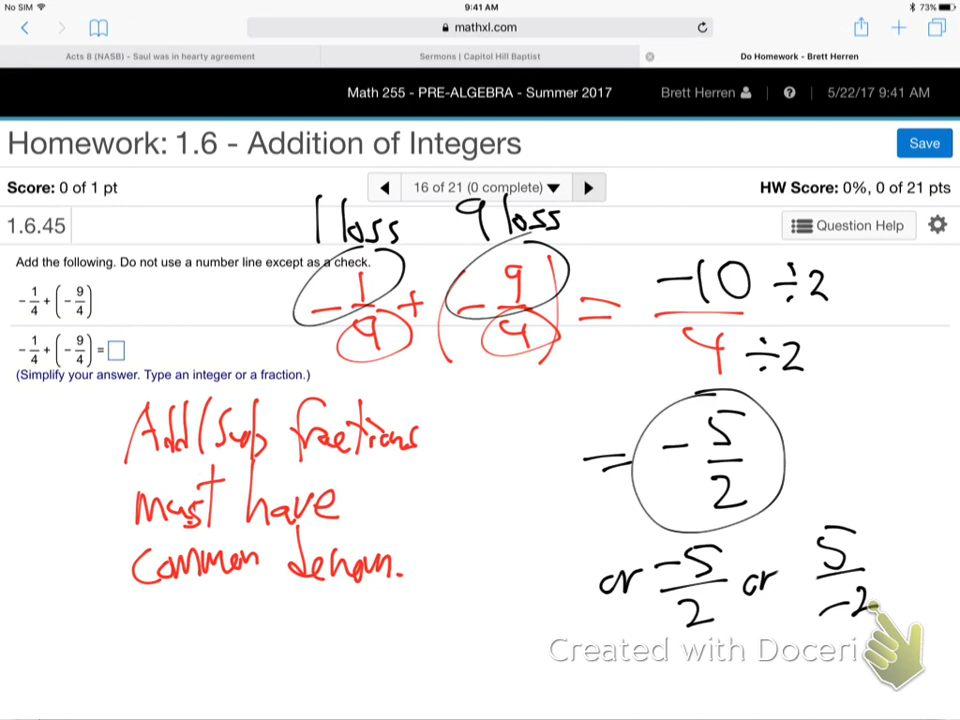 No SIM 9:41 AM 73%
mathxl.com
Acts 8 (NASB) - Saul was in hearty agreement Sermons | Capitol Hill Baptist Do Homework - Brett Herren
Math 255 - PRE-ALGEBRA - Summer 2017 Brett Herren 5/22/17 9:41 AM
Homework: 1.6 - Addition of Integers Save
Score: 0 of 1 pt 16 of 21 (0 complete) HW Score: 0%, 0 of 21 pts
1.6.45 Question Help
1 loss 9 loss
Add the following. Do not use a number line except as a check.
-1/4 + (-9/4)
-1/4 + (-9/4) = -10/4 ÷2/÷2
-1/4 + (-9/4) =
(Simplify your answer. Type an integer or a fraction.)
= -5/2
Add/Sub fractions
must have
common denom.
or -5/2 or 5/-2
Created with Doceri